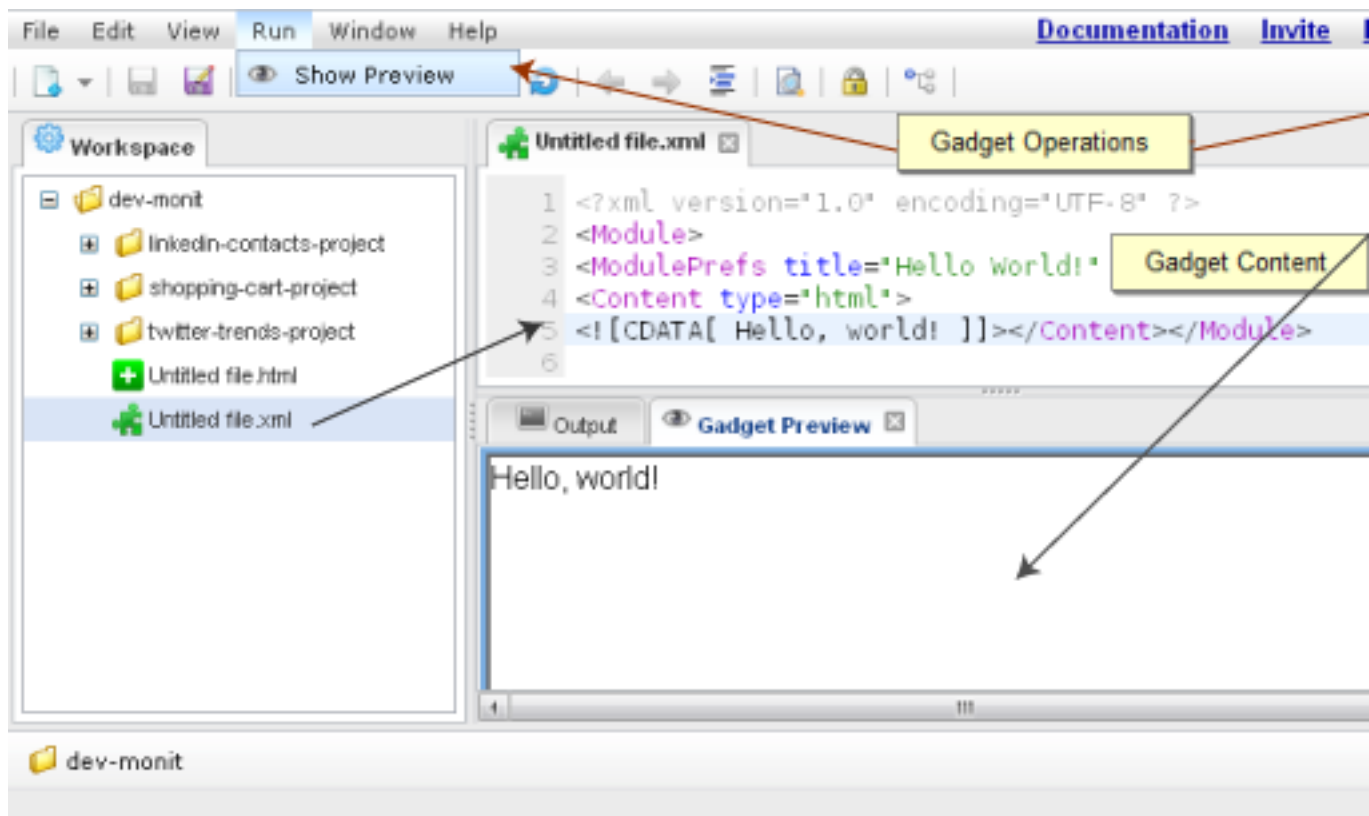 File Edit View Run Window Help
Documentation Invite
Show Preview
Gadget Operations
Workspace
dev-monit
linkedin-contacts-project
shopping-cart-project
twitter-trends-project
Untitled file.html
Untitled file.xml
Untitled file.xml
1 <?xml version="1.0" encoding="UTF-8" ?>
2 <Module>
3 <ModulePrefs title="Hello World!"
4 <Content type="html">
5 <![CDATA[ Hello, world! ]]></Content></Module>
6
Gadget Content
Output Gadget Preview
Hello, world!
dev-monit